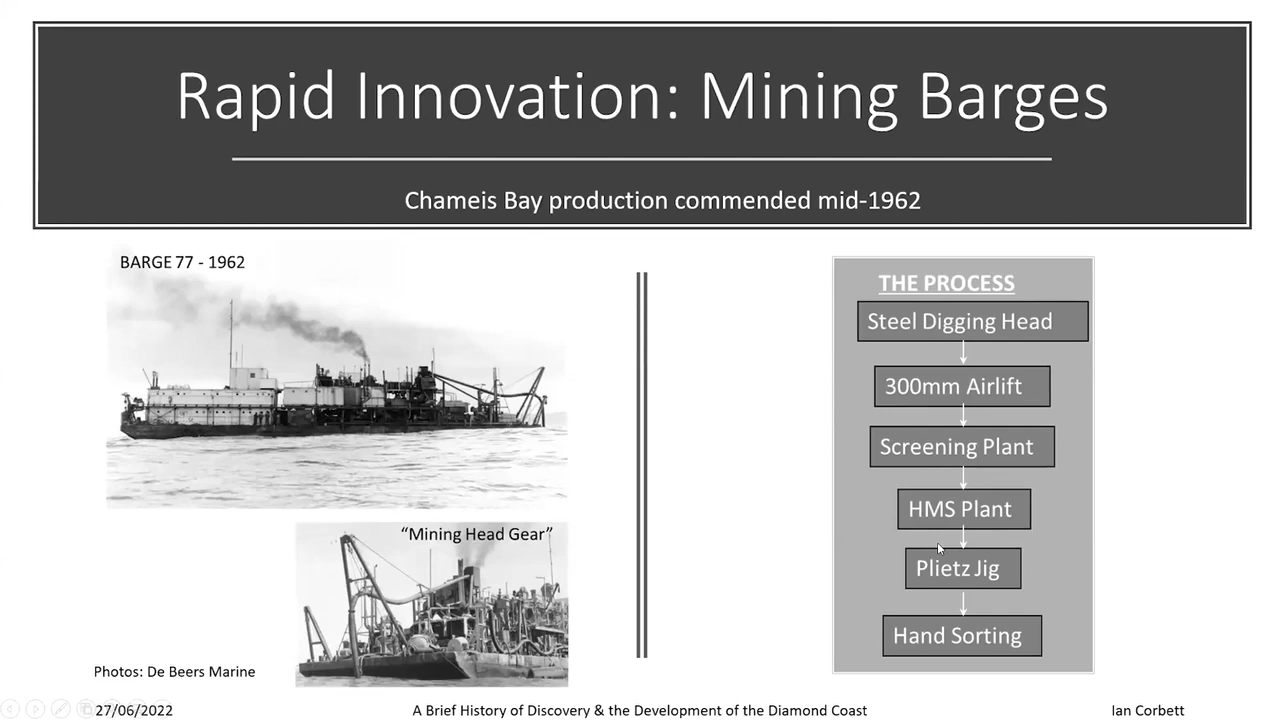 Rapid Innovation: Mining Barges
Chameis Bay production commended mid-1962
BARGE 77 - 1962
"Mining Head Gear”
Photos: De Beers Marine
THE PROCESS
Steel Digging Head
300mm Airlift
Screening Plant
HMS Plant
Plietz Jig
Hand Sorting
27/06/2022
A Brief History of Discovery & the Development of the Diamond Coast
Ian Corbett